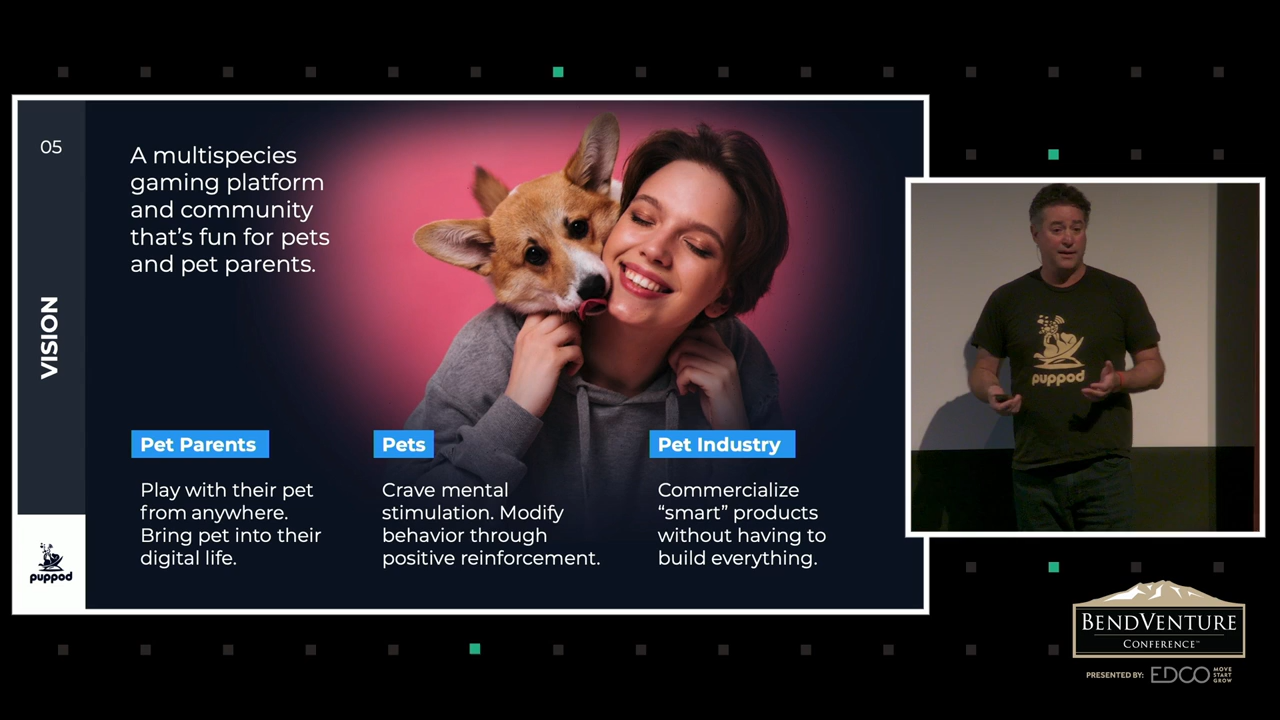 05
VISION
puppod
A multispecies
gaming platform
and community
that’s fun for pets
and pet parents.
Pet Parents
Play with their pet
from anywhere.
Bring pet into their
digital life.
Pets
Crave mental
stimulation. Modify
behavior through
positive reinforcement.
Pet Industry
Commercialize
“smart” products
without having to
build everything.
puppod
BENDVENTURE
CONFERENCE™
PRESENTED BY: EDCO MOVE
START
GROW